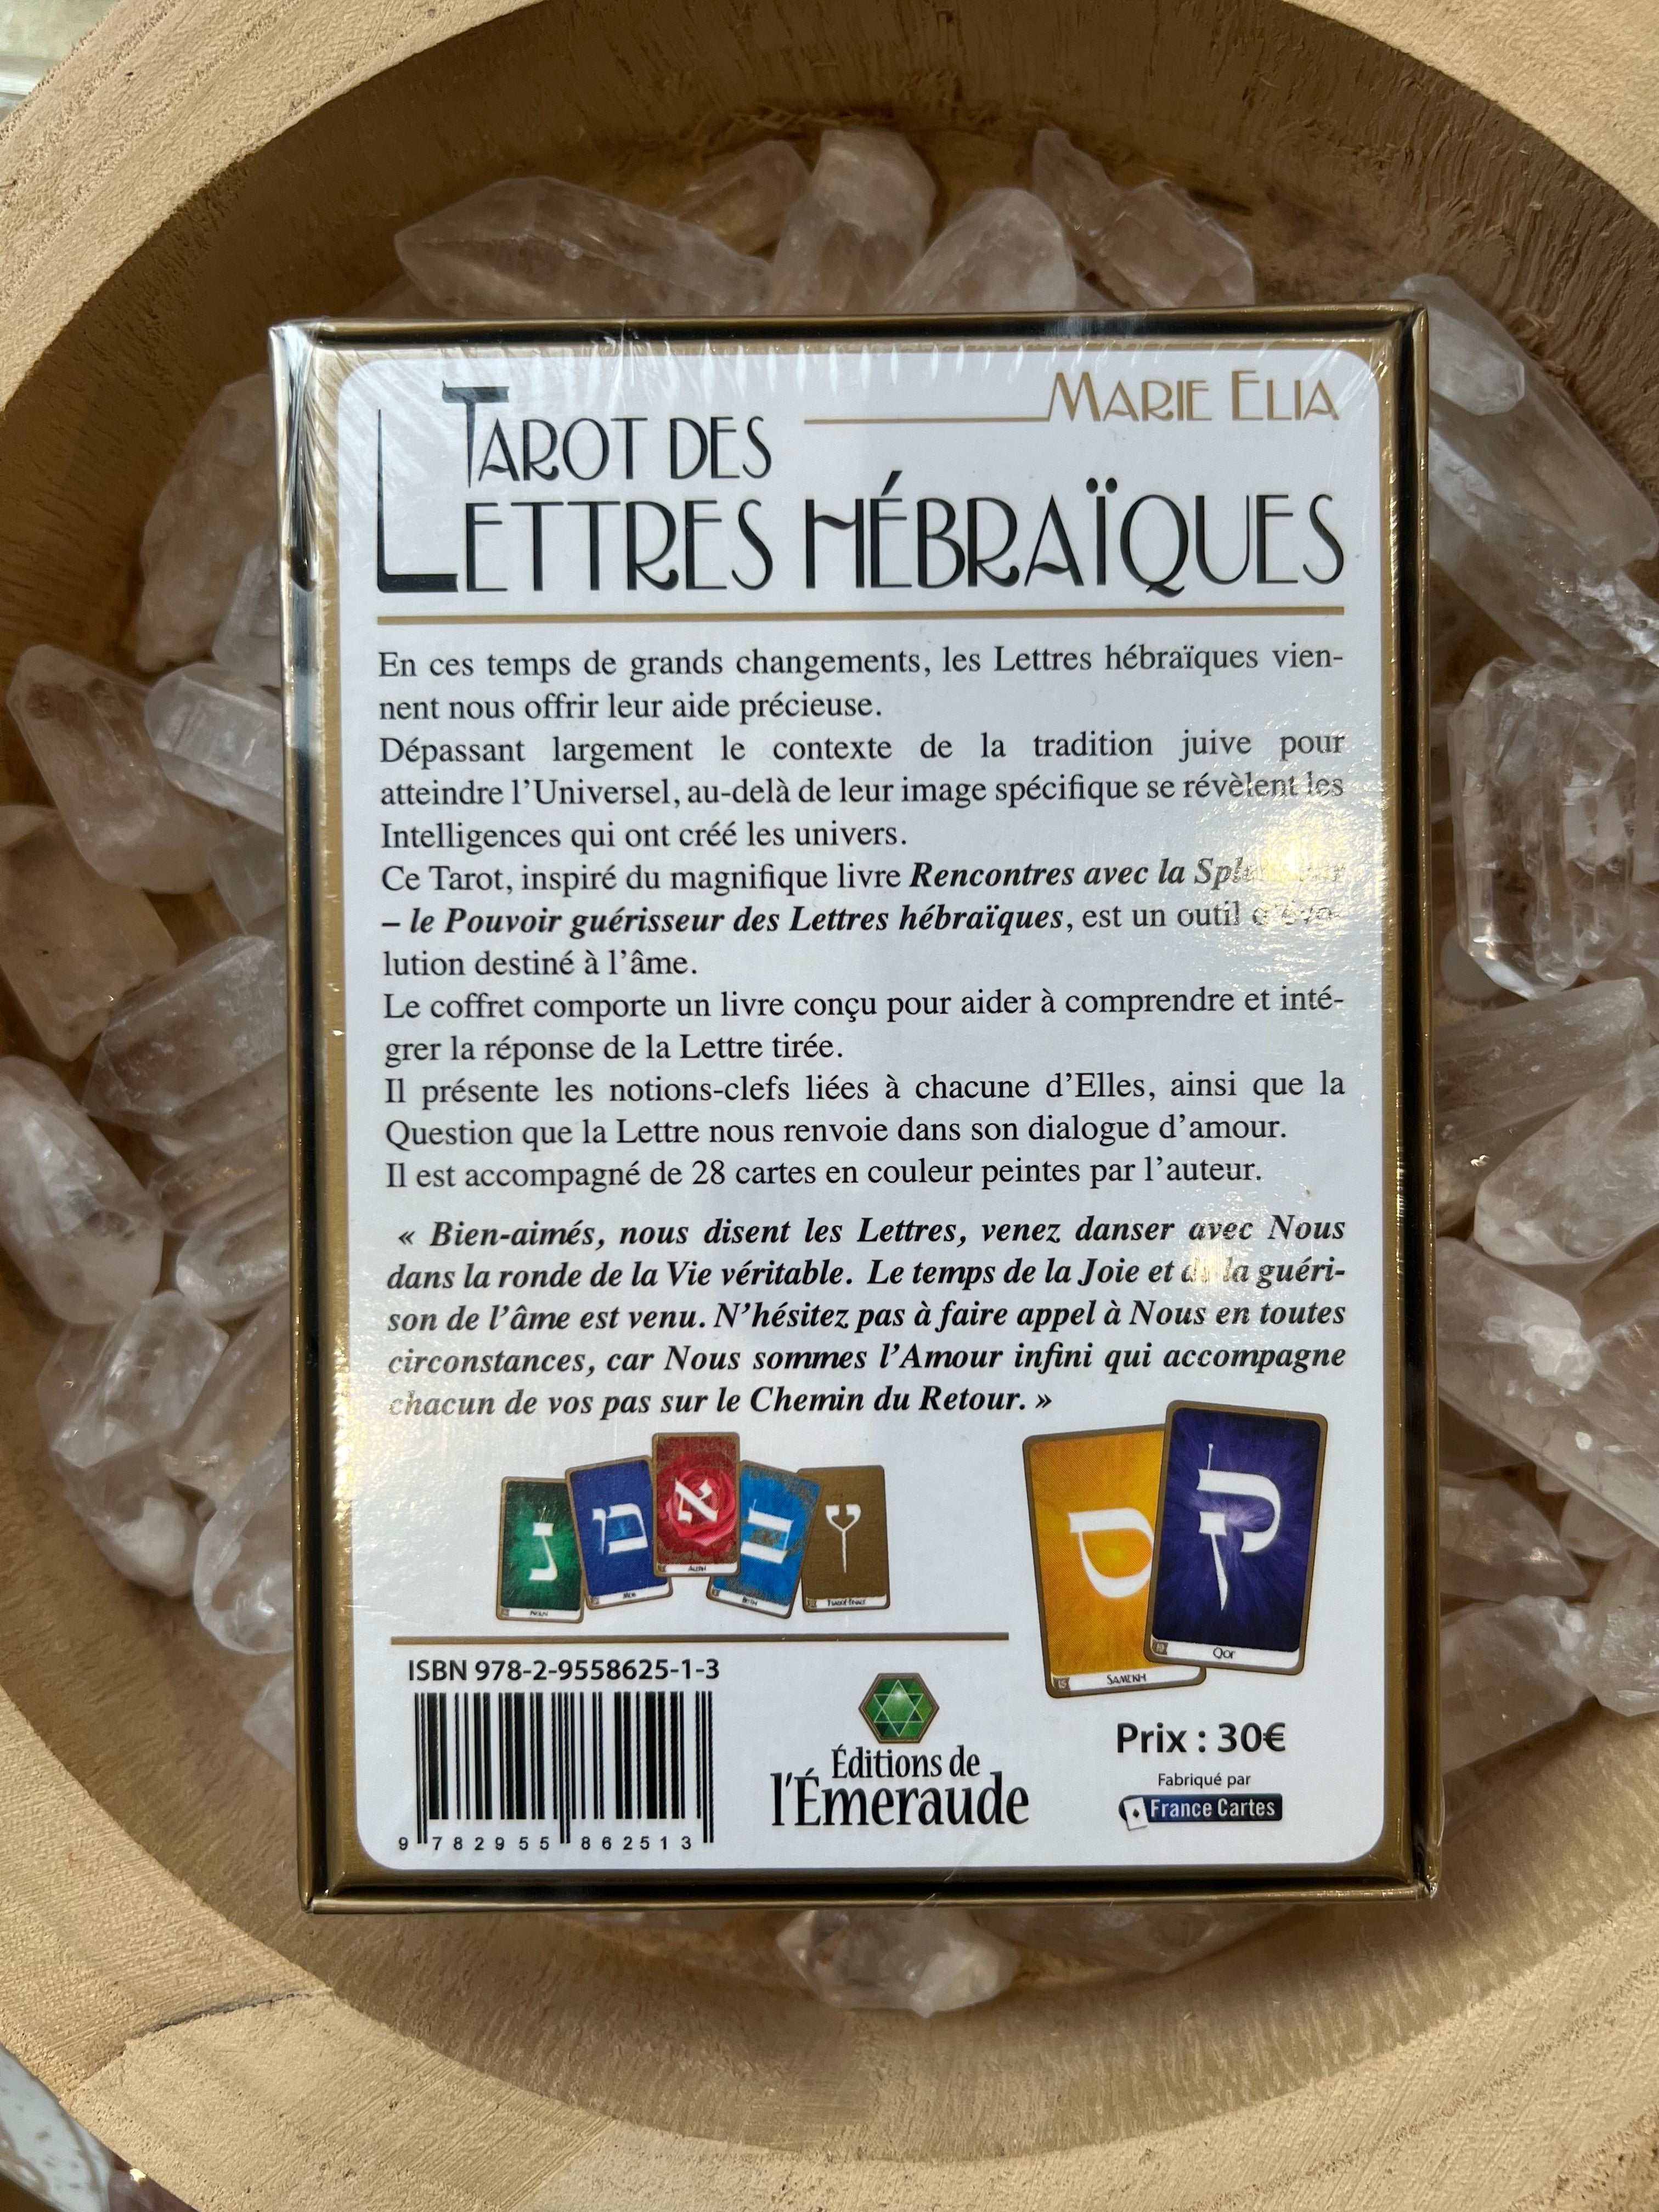 MARIE ELIA
TAROT DES
LETTRES HÉBRAÏQUES
En ces temps de grands changements, les Lettres hébraïques vien-
nent nous offrir leur aide précieuse.
Dépassant largement le contexte de la tradition juive pour
atteindre l'Universel, au-delà de leur image spécifique se révèlent les
Intelligences qui ont créé les univers.
Ce Tarot, inspiré du magnifique livre Rencontres avec la
– le Pouvoir guérisseur des Lettres hébraïques, est un outil
lution destiné à l'âme.
Le coffret comporte un livre conçu pour aider à comprendre et inté-
grer la réponse de la Lettre tirée.
Il présente les notions-clefs liées à chacune d'Elles, ainsi que la
Question que la Lettre nous renvoie dans son dialogue d'amour.
Il est accompagné de 28 cartes en couleur peintes par l'auteur.
« Bien-aimés, nous disent les Lettres, venez danser avec Nous
dans la ronde de la Vie véritable. Le temps de la Joie et de la guéri-
son de l'âme est venu. N'hésitez pas à faire appel à Nous en toutes
circonstances, car Nous sommes l'Amour infini qui accompagne
chacun de vos pas sur le Chemin du Retour. »
נ מ א ב ץ
NOUN MEM ALEPH BETH
ס ק
15 SAMEKH
19 QOF
ISBN 978-2-9558625-1-3
9 782955 862513
Éditions de
l'Émeraude
Prix : 30€
Fabriqué par
France Cartes